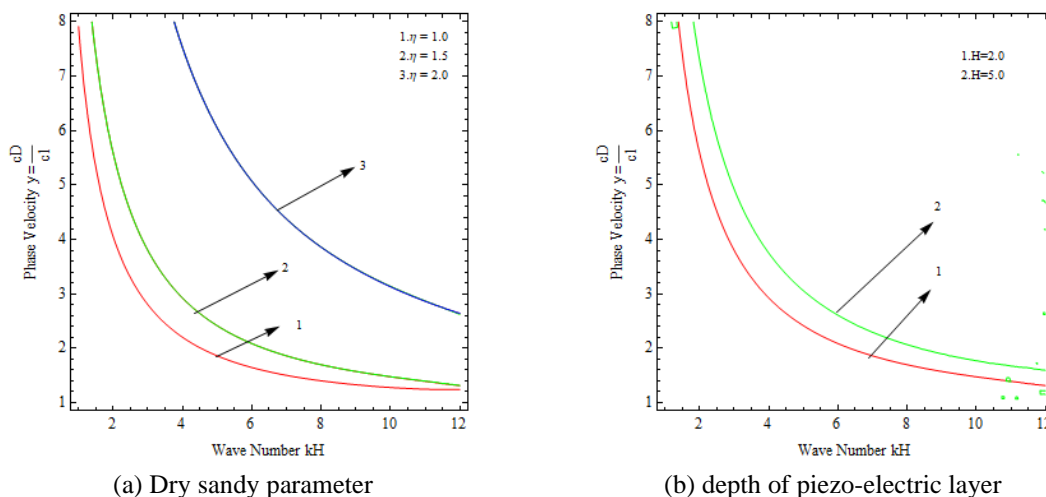 8
7
6
5
4
3
2
1
Phase Velocity y = cD/c1
1.η = 1.0
2.η = 1.5
3.η = 2.0
3
2
1
2 4 6 8 10 12
Wave Number kH
(a) Dry sandy parameter
8
7
6
5
4
3
2
1
Phase Velocity y = cD/c1
1.H=2.0
2.H=5.0
2
1
2 4 6 8 10 12
Wave Number kH
(b) depth of piezo-electric layer